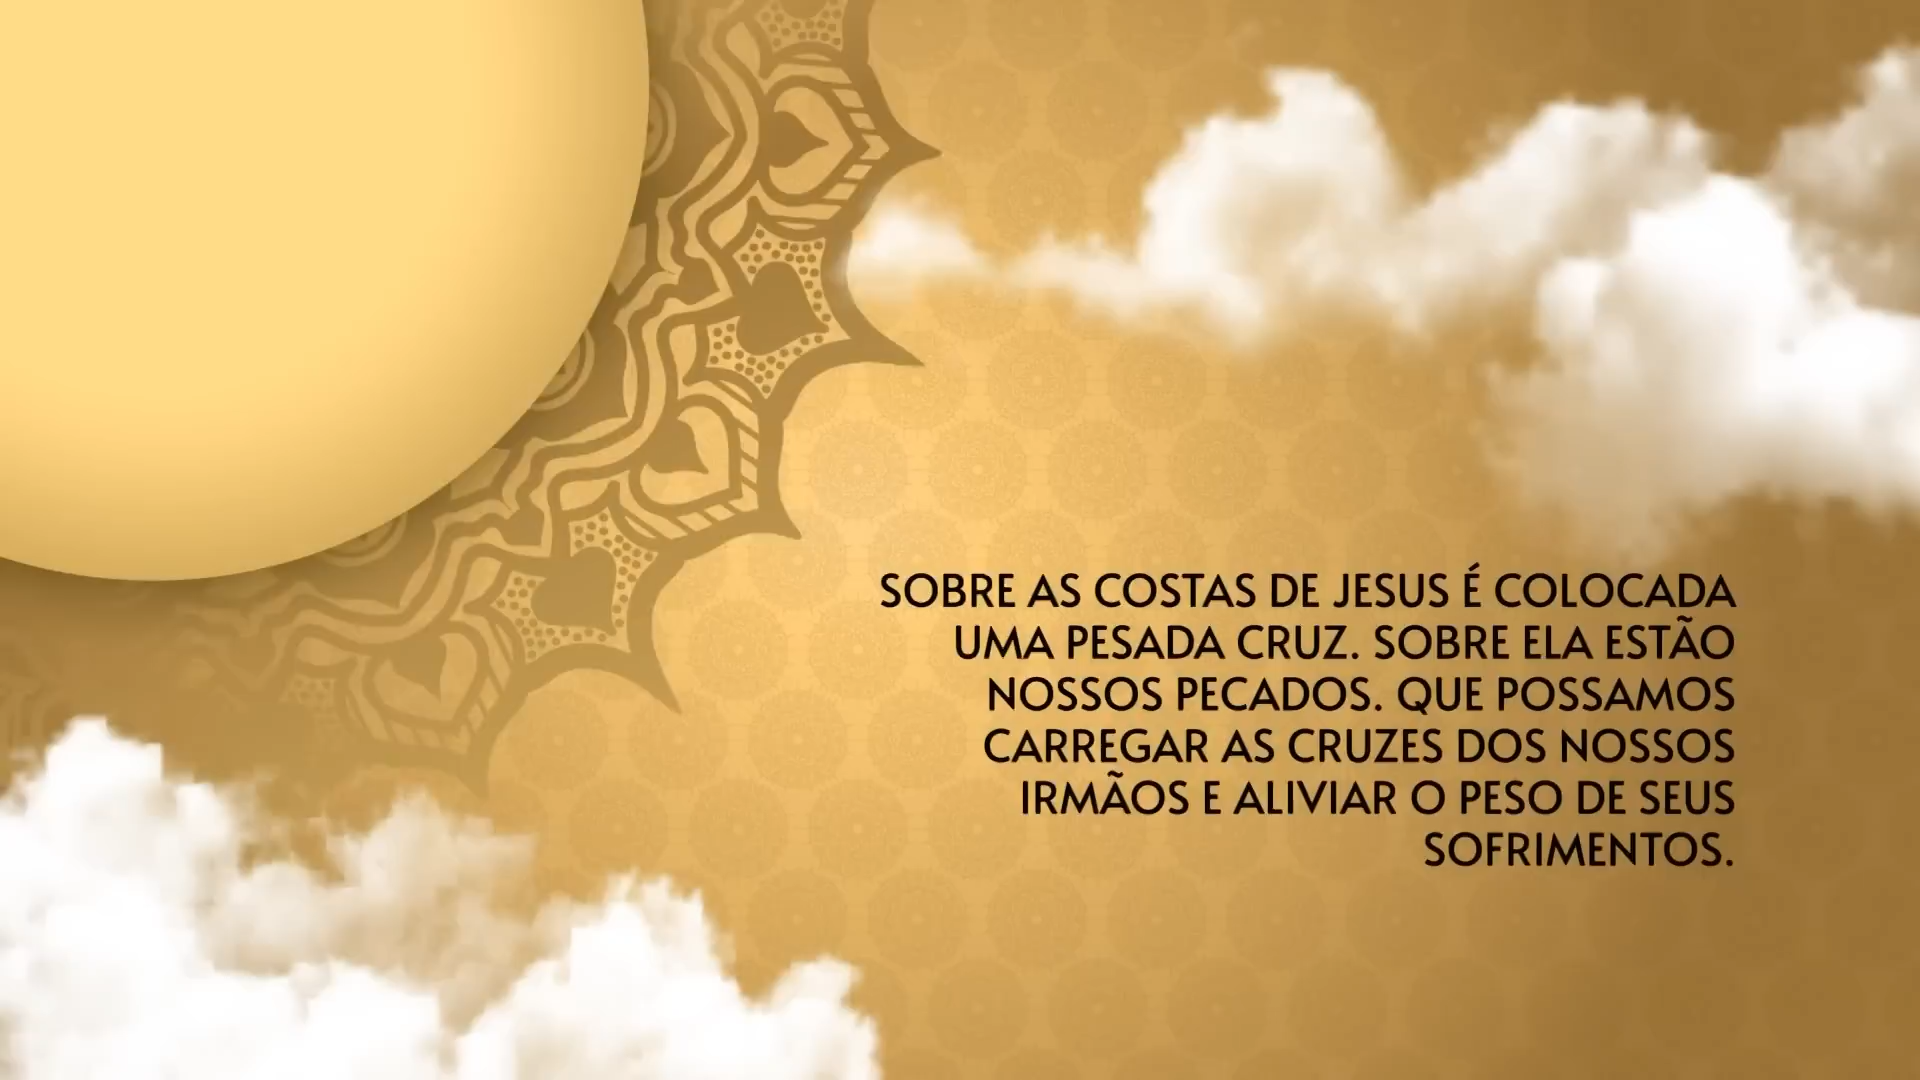 SOBRE AS COSTAS DE JESUS É COLOCADA
UMA PESADA CRUZ. SOBRE ELA ESTÃO
NOSSOS PECADOS. QUE POSSAMOS
CARREGAR AS CRUZES DOS NOSSOS
IRMÃOS E ALIVIAR O PESO DE SEUS
SOFRIMENTOS.